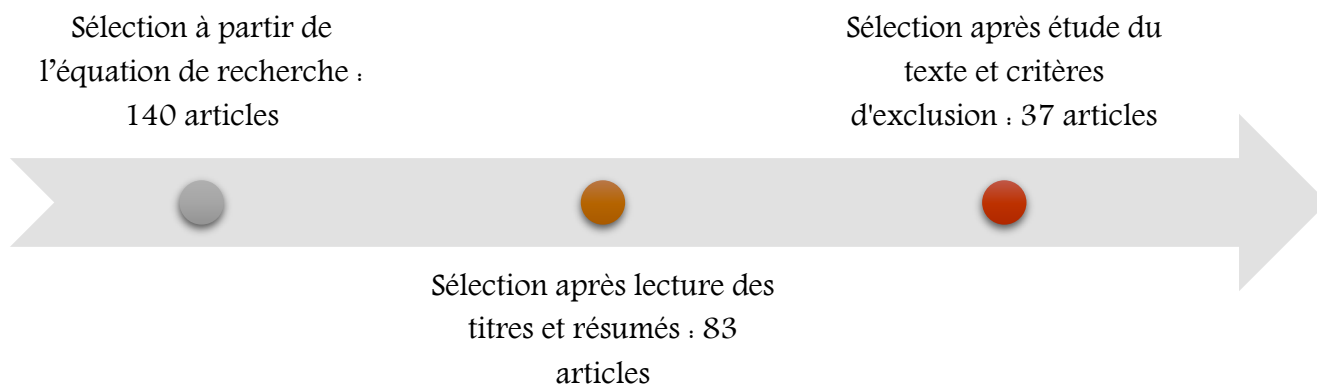 Sélection à partir de
l’équation de recherche :
140 articles
Sélection après lecture des
titres et résumés : 83
articles
Sélection après étude du
texte et critères
d'exclusion : 37 articles